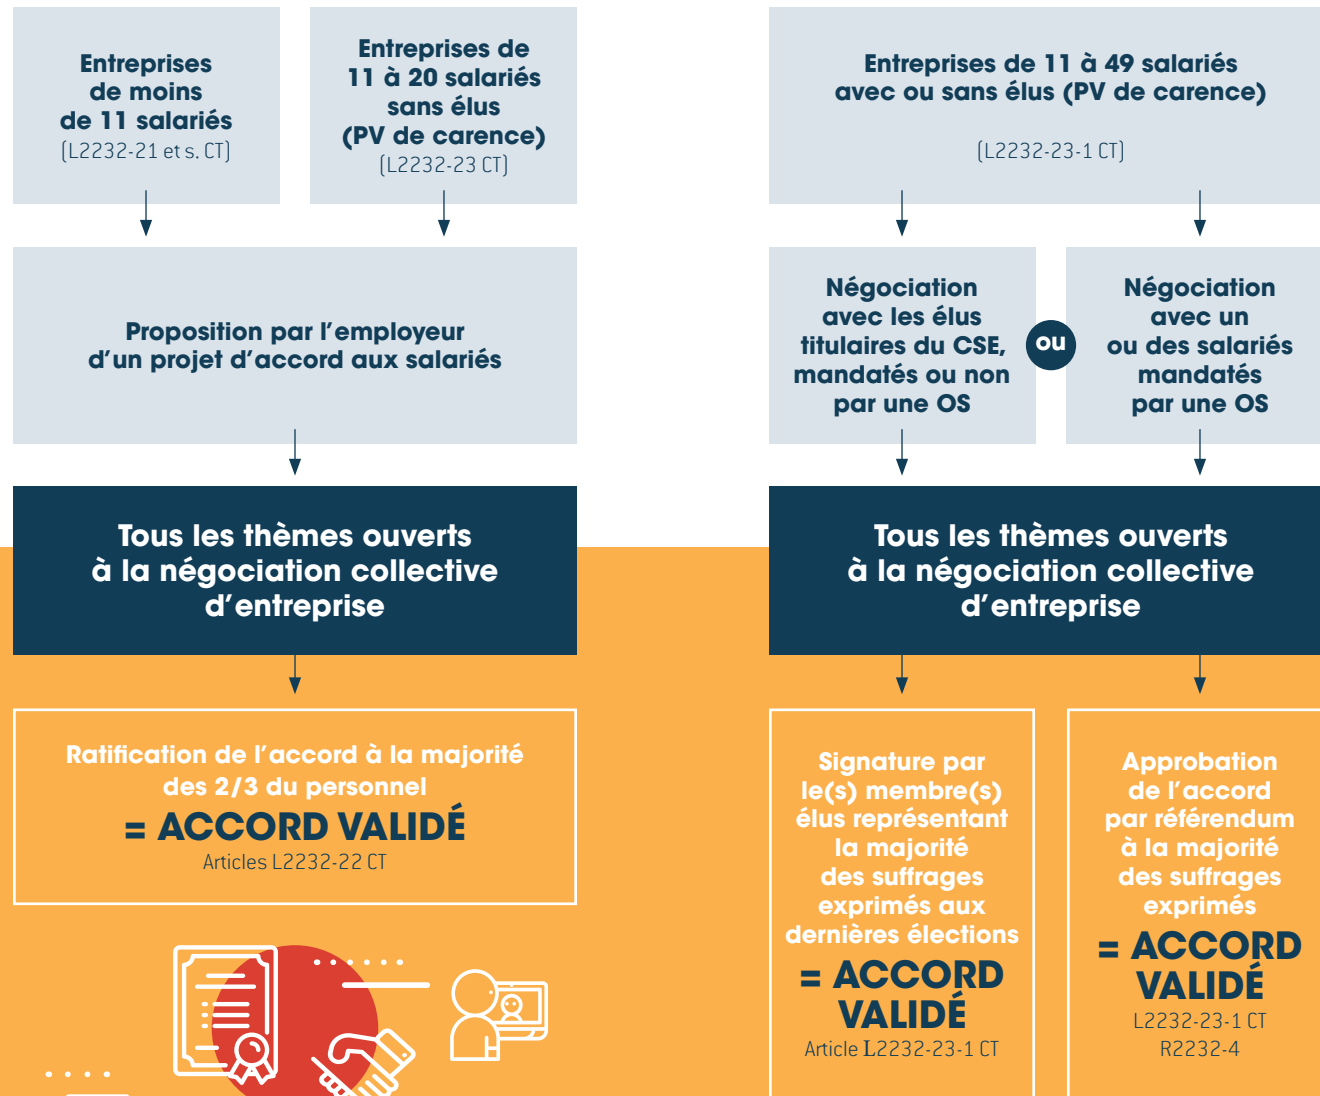 Entreprises
de moins
de 11 salariés
(L2232-21 et s. CT)
Entreprises de
11 à 20 salariés
sans élus
(PV de carence)
(L2232-23 CT)
Proposition par l’employeur
d’un projet d’accord aux salariés
Tous les thèmes ouverts
à la négociation collective
d’entreprise
Ratification de l’accord à la majorité
des 2/3 du personnel
= ACCORD VALIDÉ
Articles L2232-22 CT
Entreprises de 11 à 49 salariés
avec ou sans élus (PV de carence)
(L2232-23-1 CT)
Négociation
avec les élus
titulaires du CSE,
mandatés ou non
par une OS
ou
Négociation
avec un
ou des salariés
mandatés
par une OS
Tous les thèmes ouverts
à la négociation collective
d’entreprise
Signature par
le(s) membre(s)
élus représentant
la majorité
des suffrages
exprimés aux
dernières élections
= ACCORD
VALIDÉ
Article L2232-23-1 CT
Approbation
de l’accord
par référendum
à la majorité
des suffrages
exprimés
= ACCORD
VALIDÉ
L2232-23-1 CT
R2232-4